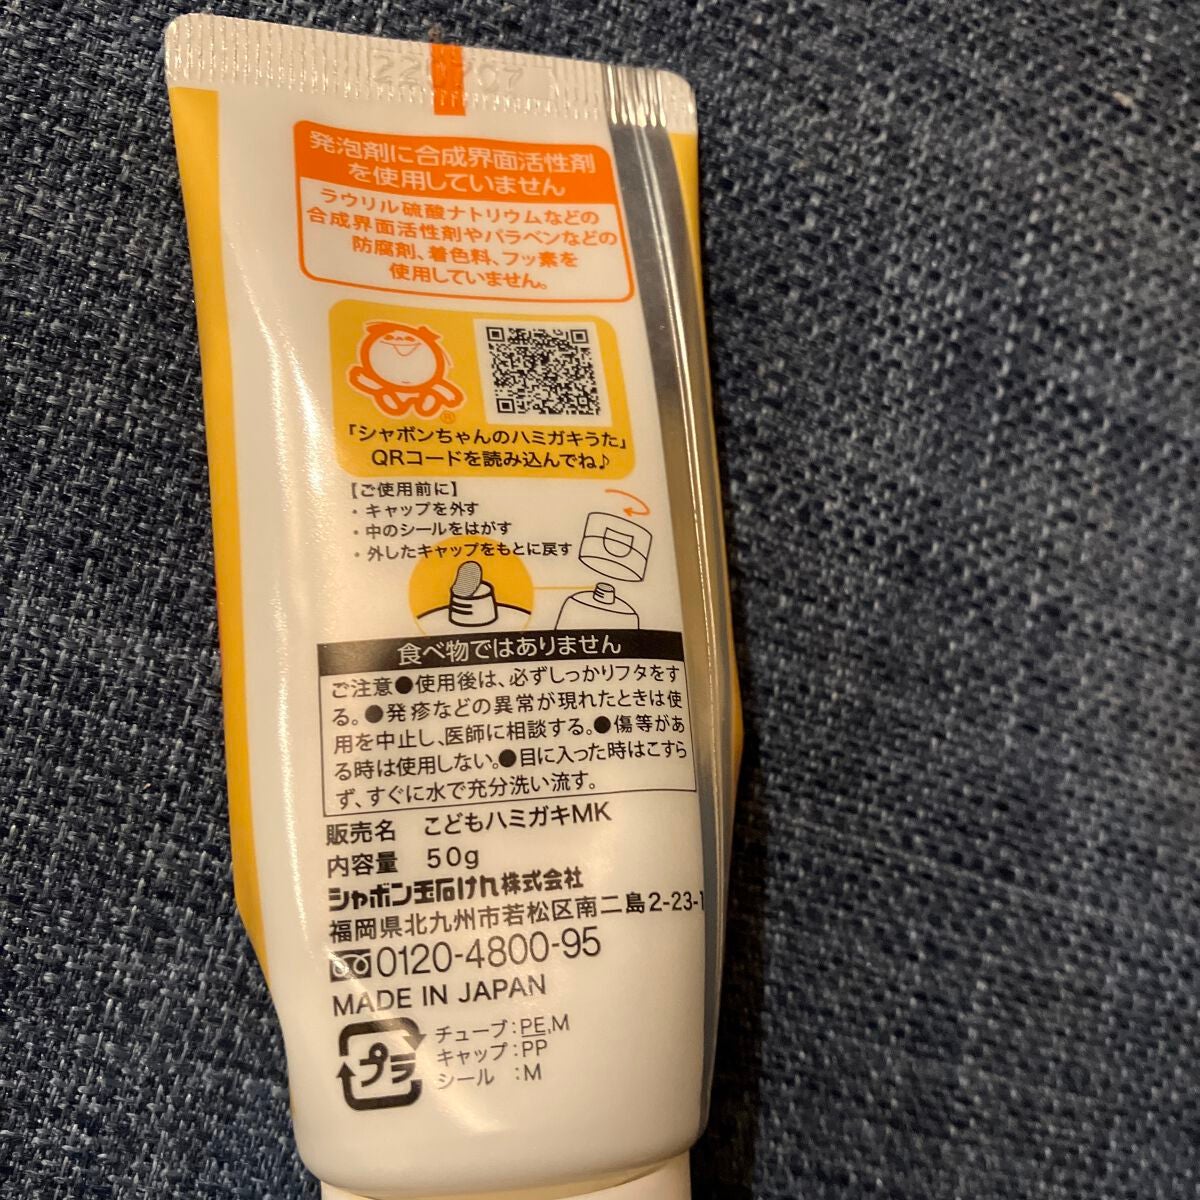 発泡剤に合成界面活性剤
を使用していません
ラウリル硫酸ナトリウムなどの
合成界面活性剤やパラベンなどの
防腐剤、着色料、フッ素を
使用していません。
®
「シャボンちゃんのハミガキうた」
QRコードを読み込んでね♪
【ご使用前に】
・キャップを外す
・中のシールをはがす
・外したキャップをもとに戻す
食べ物ではありません
ご注意●使用後は、必ずしっかりフタをす
る。●発疹などの異常が現れたときは使
用を中止し、医師に相談する。●傷等があ
る時は使用しない。●目に入った時はこすら
ず、すぐに水で充分洗い流す。
販売名 こどもハミガキMK
内容量 50g
シャボン玉石けん株式会社
福岡県北九州市若松区南二島2-23-1
0120-4800-95
MADE IN JAPAN
プラ
チューブ:PE,M
キャップ:PP
シール :M